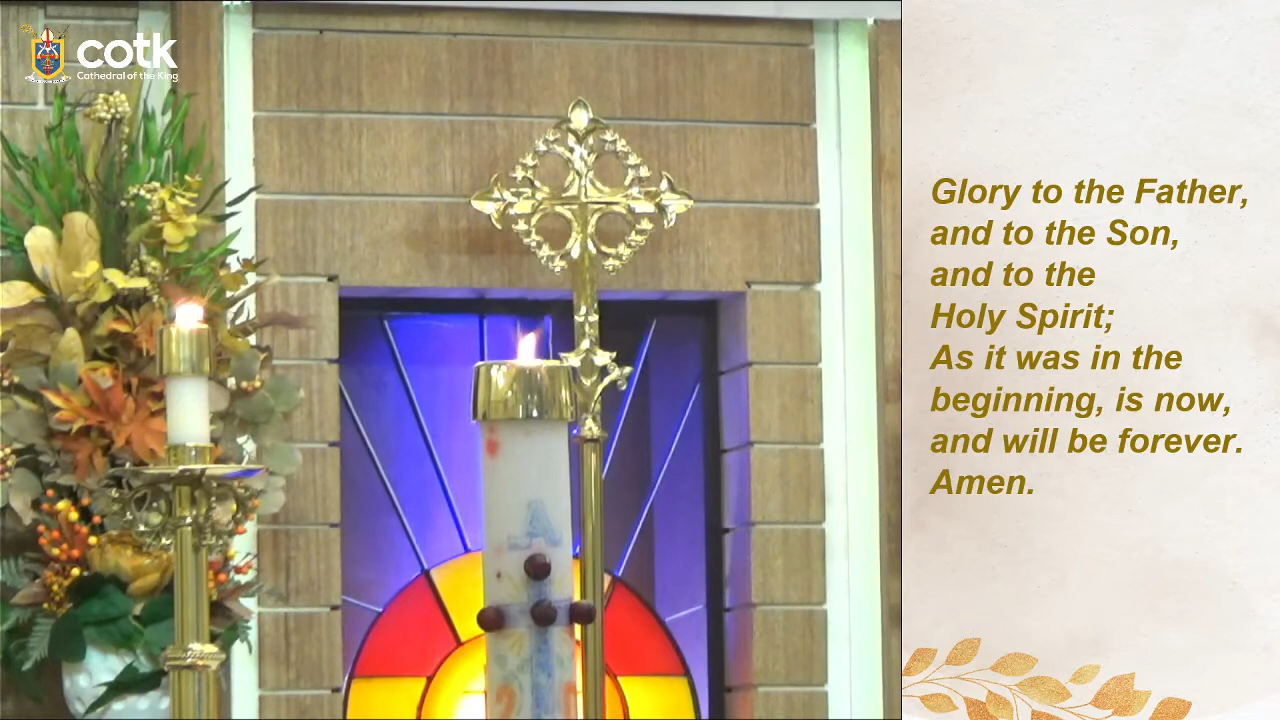 cotk
Cathedral of the King
Glory to the Father,
and to the Son,
and to the
Holy Spirit;
As it was in the
beginning, is now,
and will be forever.
Amen.
A